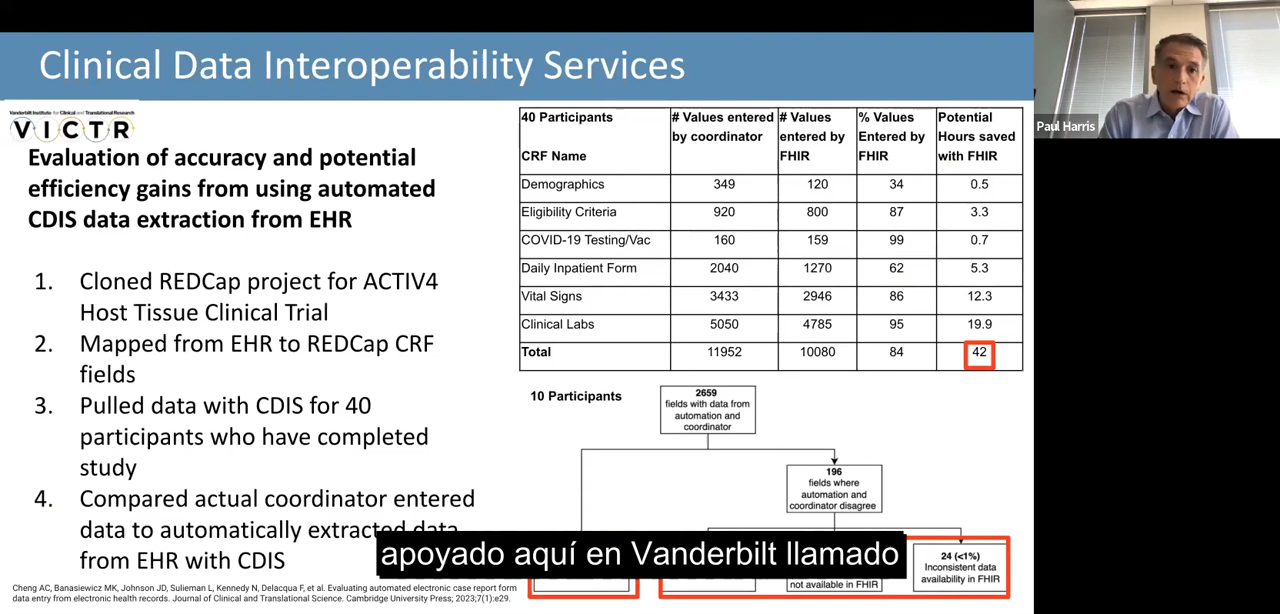 Clinical Data Interoperability Services
Vanderbilt Institute for Clinical and Translational Research
VICTR
Evaluation of accuracy and potential
efficiency gains from using automated
CDIS data extraction from EHR
1. Cloned REDCap project for ACTIV4
Host Tissue Clinical Trial
2. Mapped from EHR to REDCap CRF
fields
3. Pulled data with CDIS for 40
participants who have completed
study
4. Compared actual coordinator entered
data to automatically extracted data
from EHR with CDIS
Cheng AC, Banasiewicz MK, Johnson JD, Sulieman L, Kennedy N, Delacqua F, et al. Evaluating automated electronic case report form
data entry from electronic health records. Journal of Clinical and Translational Science. Cambridge University Press; 2023;7(1):e29.
40 Participants # Values entered # Values % Values Potential
by coordinator entered by Entered by Hours saved
CRF Name FHIR FHIR with FHIR
Demographics 349 120 34 0.5
Eligibility Criteria 920 800 87 3.3
COVID-19 Testing/Vac 160 159 99 0.7
Daily Inpatient Form 2040 1270 62 5.3
Vital Signs 3433 2946 86 12.3
Clinical Labs 5050 4785 95 19.9
Total 11952 10080 84 42
10 Participants
2659
fields with data from
automation and
coordinator
196
fields where
automation and
coordinator disagree
24 (<1%)
Inconsistent data
availability in FHIR
not available in FHIR
apoyado aquí en Vanderbilt llamado
Paul Harris